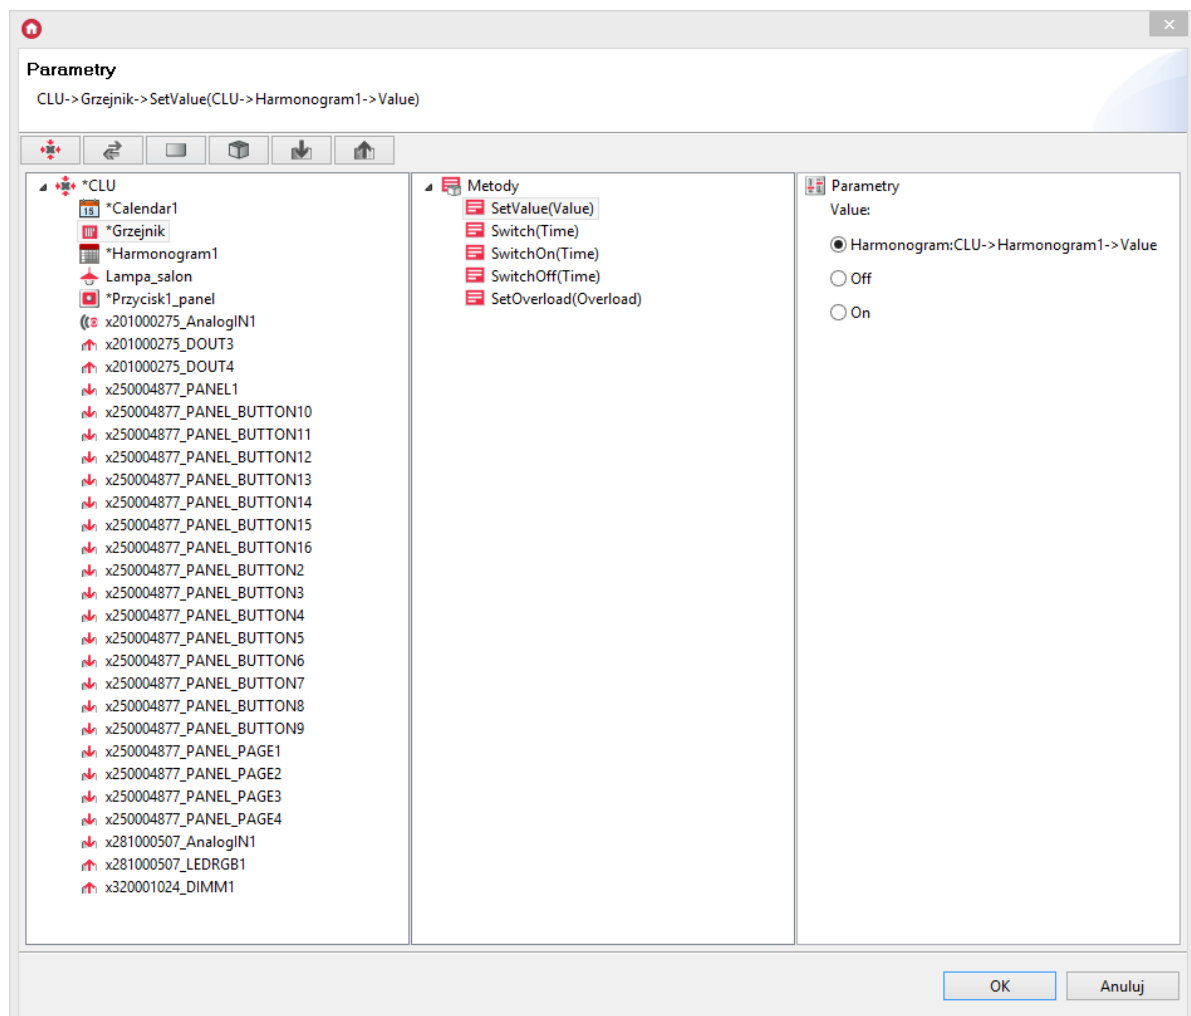 Parametry
CLU->Grzejnik->SetValue(CLU->Harmonogram1->Value)
*CLU
15 *Calendar1
*Grzejnik
*Harmonogram1
Lampa_salon
*Przycisk1_panel
x201000275_AnalogIN1
x201000275_DOUT3
x201000275_DOUT4
x250004877_PANEL1
x250004877_PANEL_BUTTON10
x250004877_PANEL_BUTTON11
x250004877_PANEL_BUTTON12
x250004877_PANEL_BUTTON13
x250004877_PANEL_BUTTON14
x250004877_PANEL_BUTTON15
x250004877_PANEL_BUTTON16
x250004877_PANEL_BUTTON2
x250004877_PANEL_BUTTON3
x250004877_PANEL_BUTTON4
x250004877_PANEL_BUTTON5
x250004877_PANEL_BUTTON6
x250004877_PANEL_BUTTON7
x250004877_PANEL_BUTTON8
x250004877_PANEL_BUTTON9
x250004877_PANEL_PAGE1
x250004877_PANEL_PAGE2
x250004877_PANEL_PAGE3
x250004877_PANEL_PAGE4
x281000507_AnalogIN1
x281000507_LEDRGB1
x320001024_DIMM1
Metody
SetValue(Value)
Switch(Time)
SwitchOn(Time)
SwitchOff(Time)
SetOverload(Overload)
Parametry
Value:
Harmonogram:CLU->Harmonogram1->Value
Off
On
OK
Anuluj